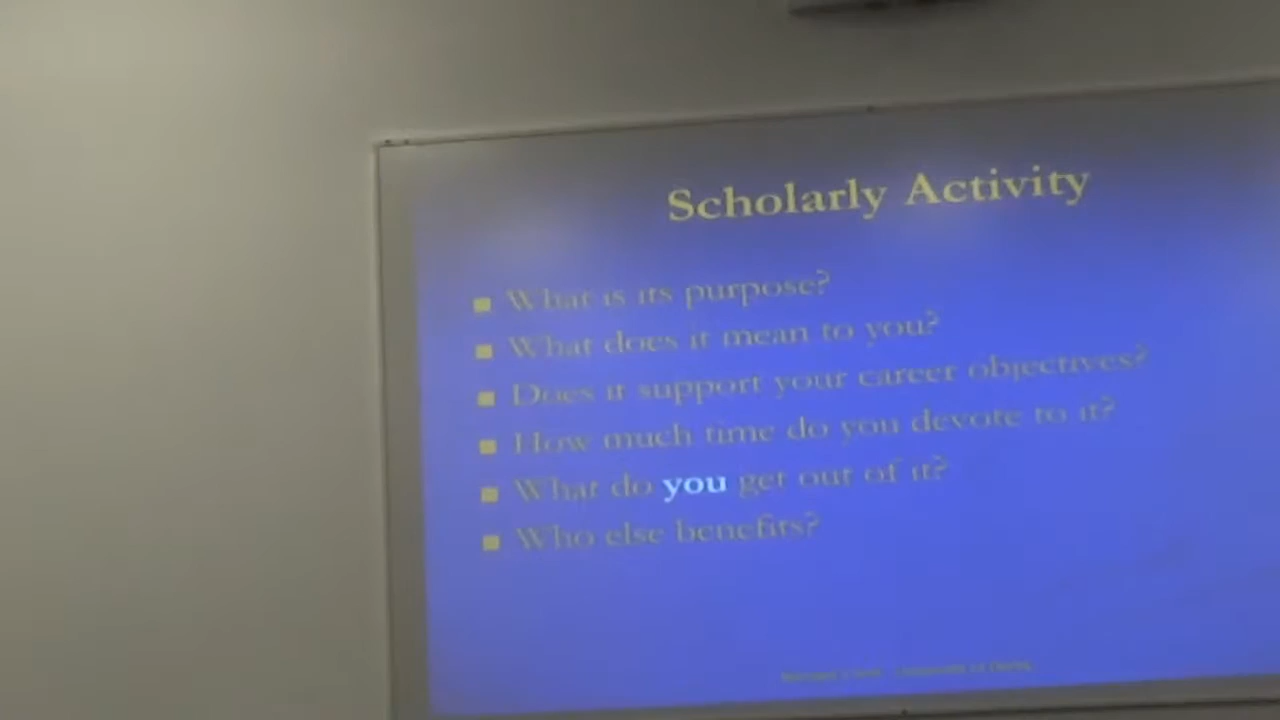 Scholarly Activity
What is its purpose?
What does it mean to you?
Does it support your career objectives?
How much time do you devote to it?
What do you get out of it?
Who else benefits?